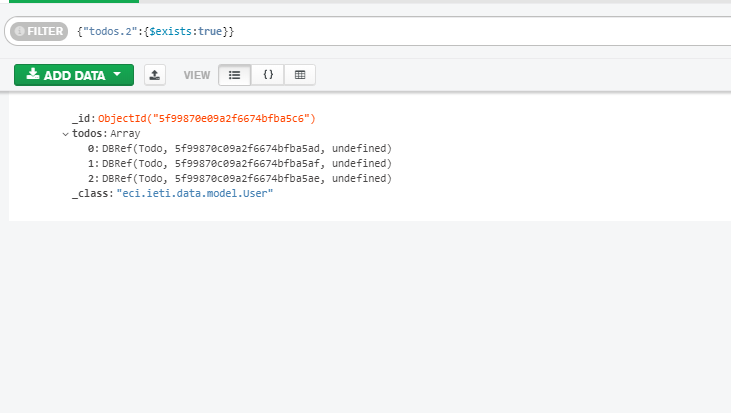 FILTER {"todos.2":{$exists:true}}
ADD DATA VIEW { }
_id: ObjectId("5f99870e09a2f6674bfba5c6")
todos: Array
0: DBRef(Todo, 5f99870c09a2f6674bfba5ad, undefined)
1: DBRef(Todo, 5f99870c09a2f6674bfba5af, undefined)
2: DBRef(Todo, 5f99870c09a2f6674bfba5ae, undefined)
_class: "eci.ieti.data.model.User"